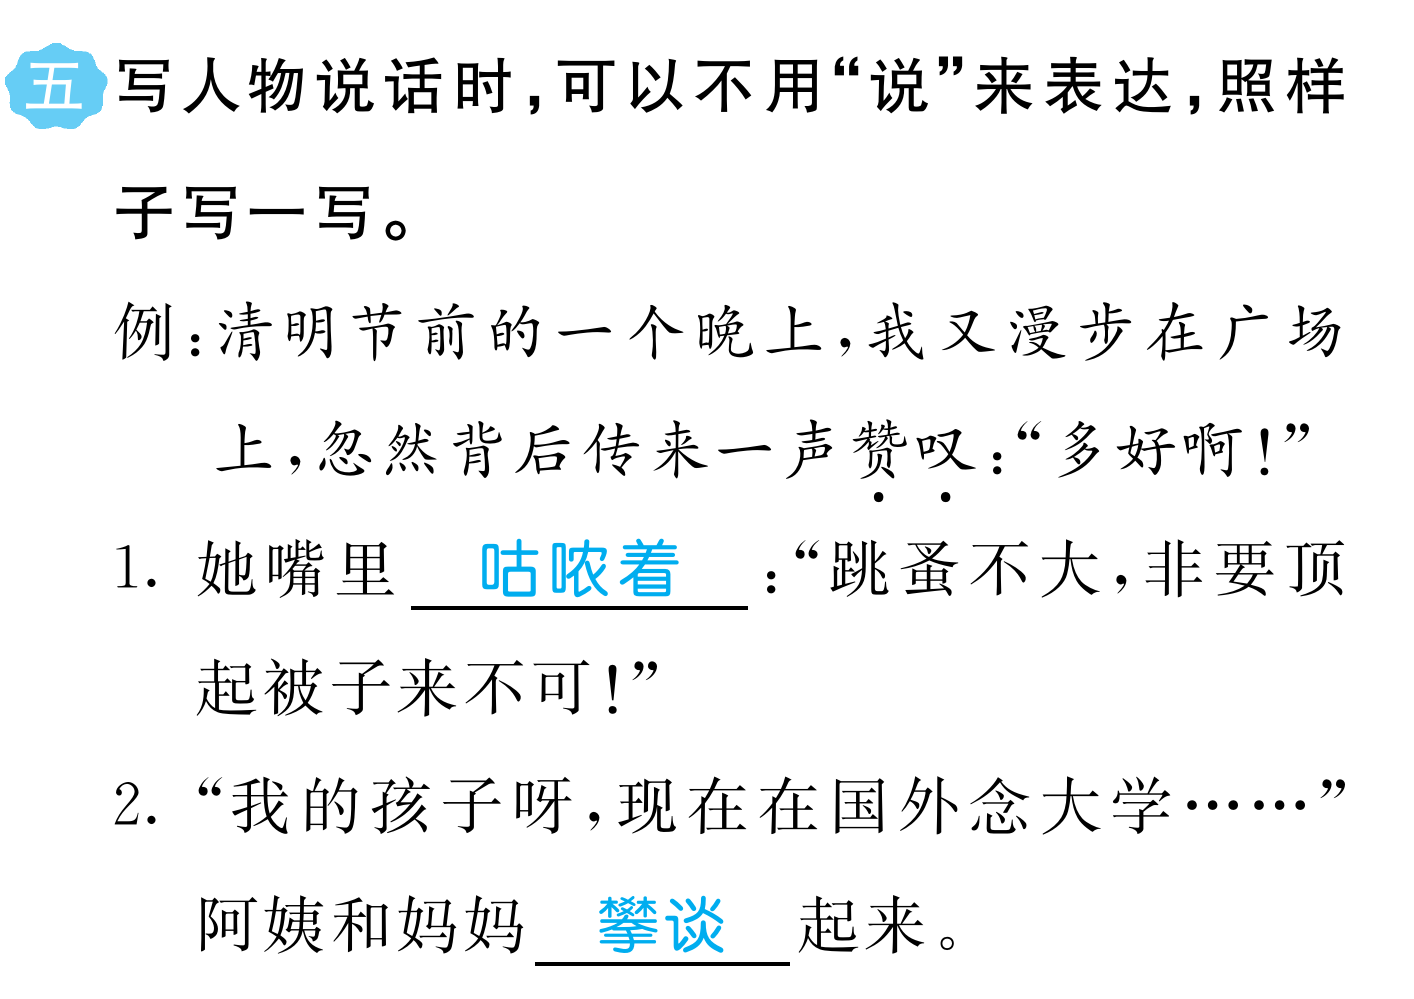 五 写人物说话时,可以不用“说”来表达,照样
子写一写。
例:清明节前的一个晚上,我又漫步在广场
上,忽然背后传来一声赞叹:“多好啊!”
1. 她嘴里 咕哝着 :“跳蚤不大,非要顶
起被子来不可!”
2. “我的孩子呀,现在在国外念大学……”
阿姨和妈妈 攀谈 起来。